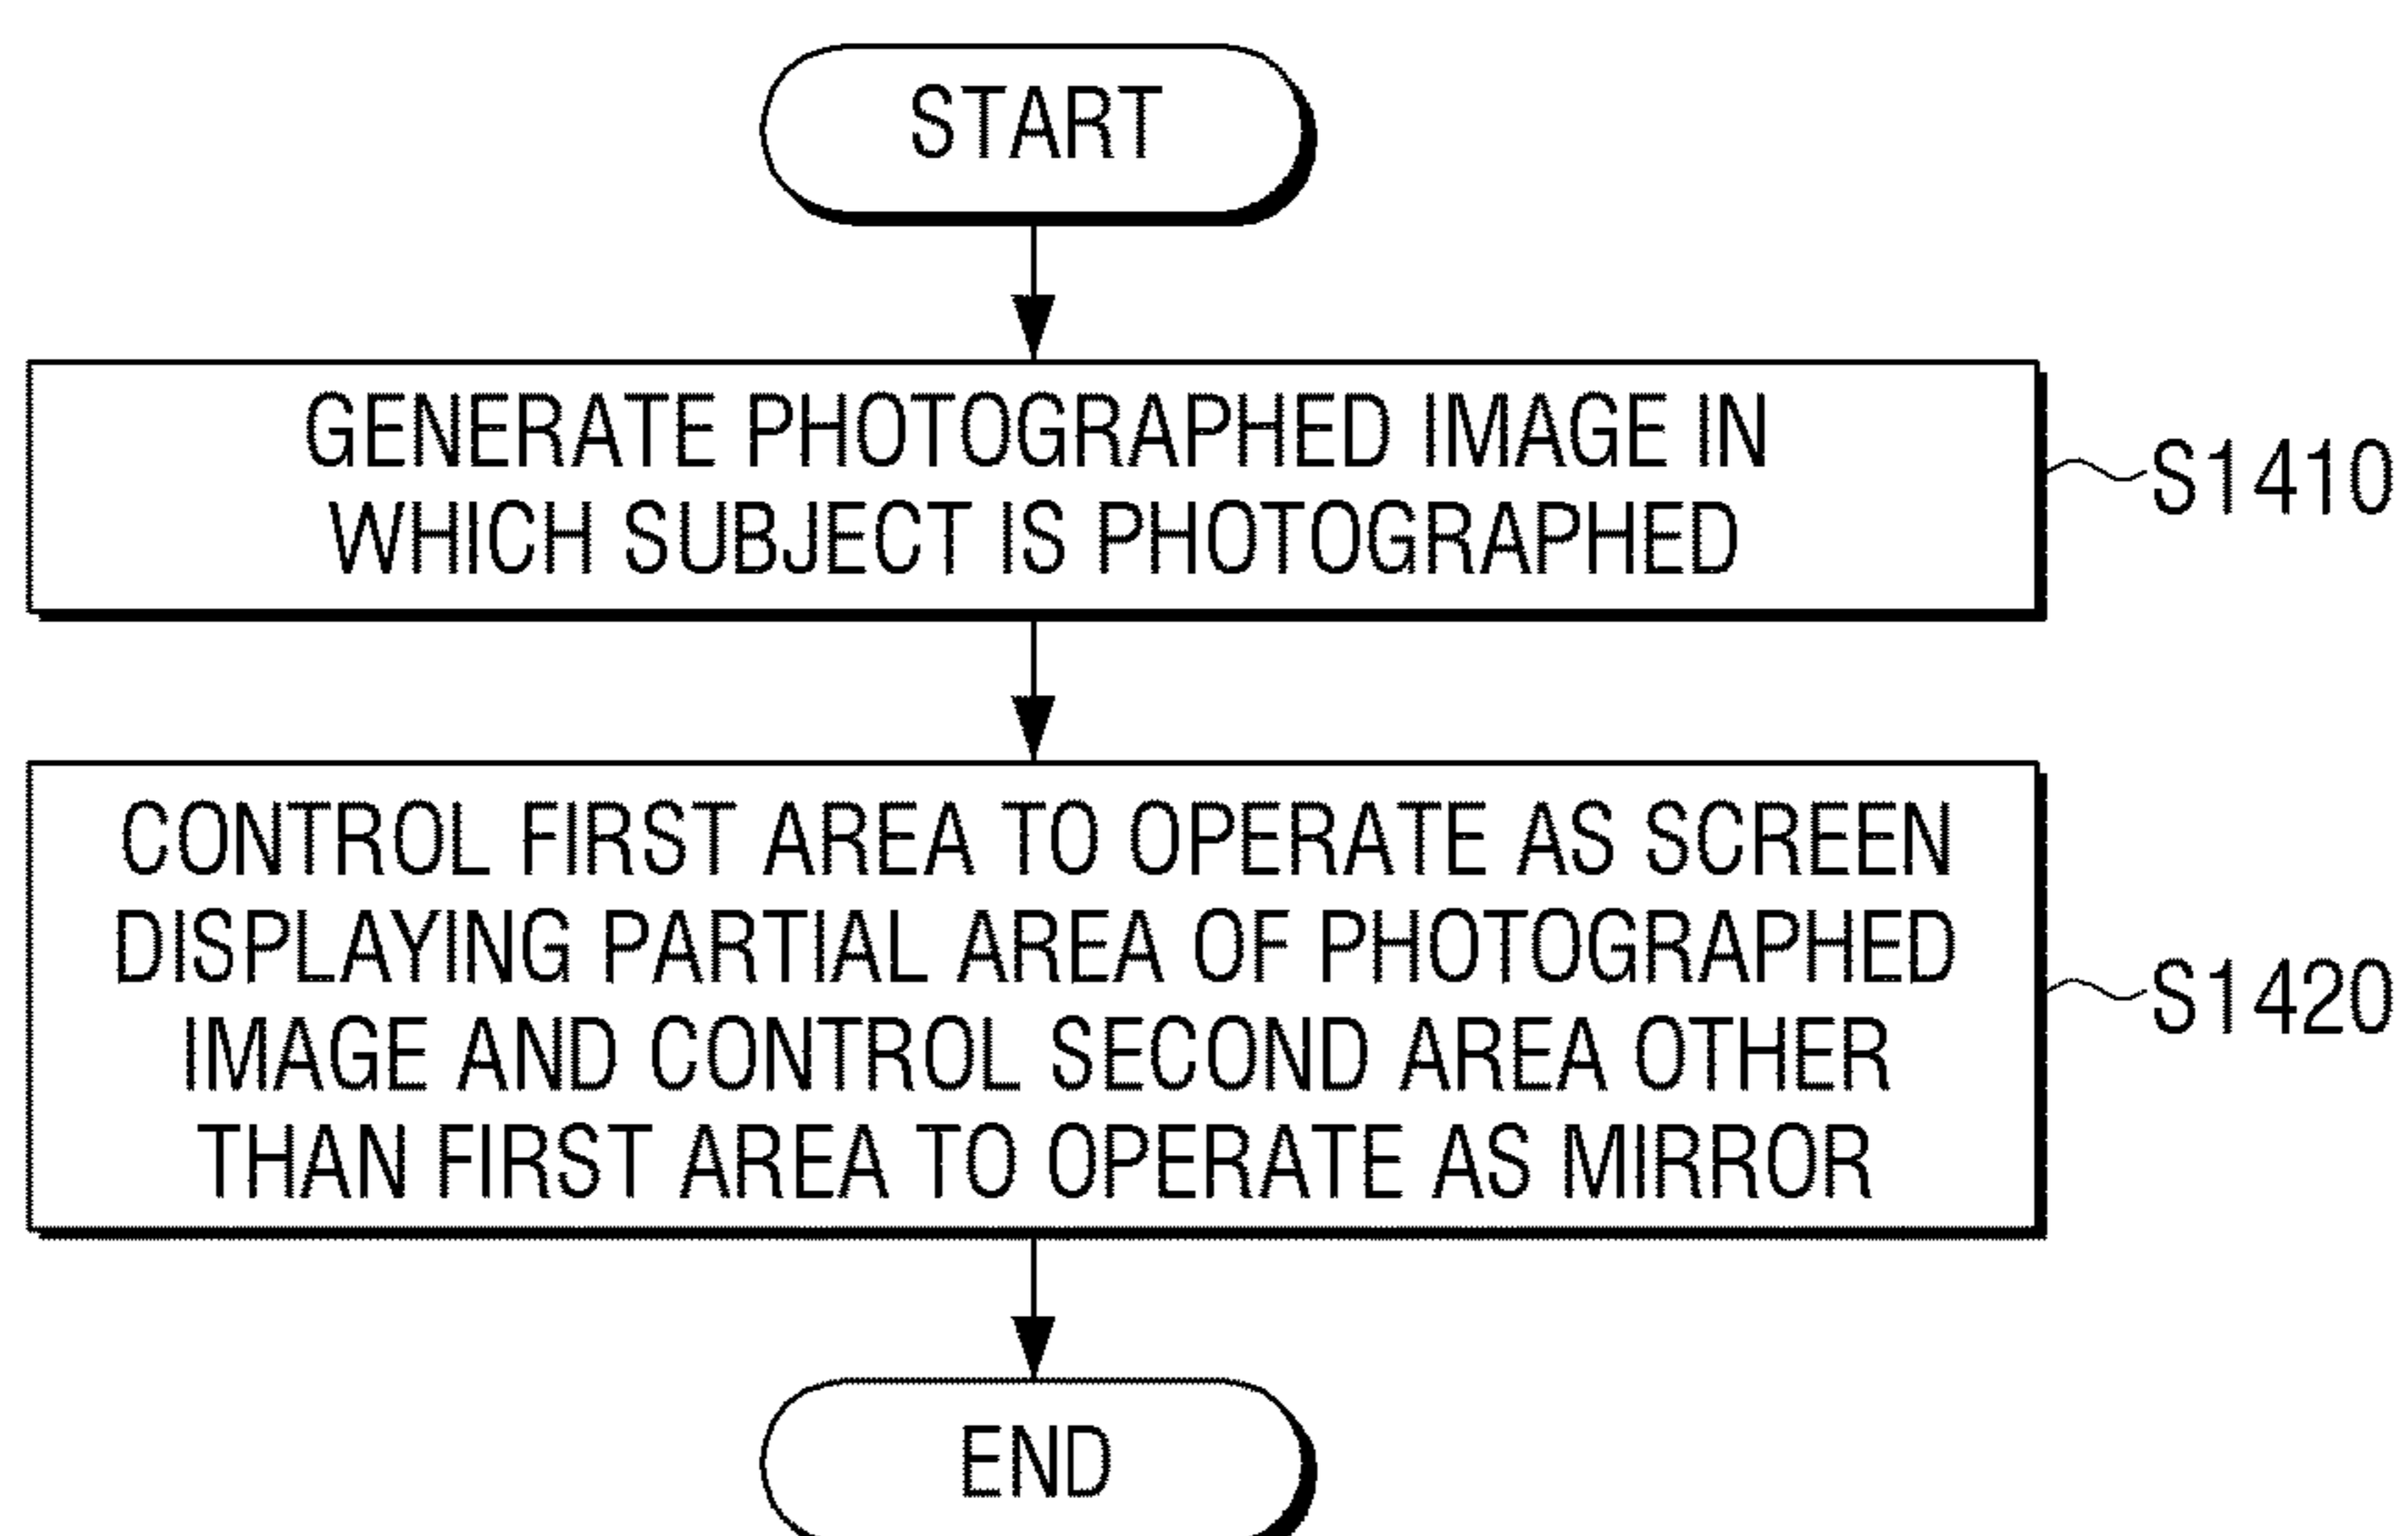 START
GENERATE PHOTOGRAPHED IMAGE IN
WHICH SUBJECT IS PHOTOGRAPHED
S1410
CONTROL FIRST AREA TO OPERATE AS SCREEN
DISPLAYING PARTIAL AREA OF PHOTOGRAPHED
IMAGE AND CONTROL SECOND AREA OTHER
THAN FIRST AREA TO OPERATE AS MIRROR
S1420
END